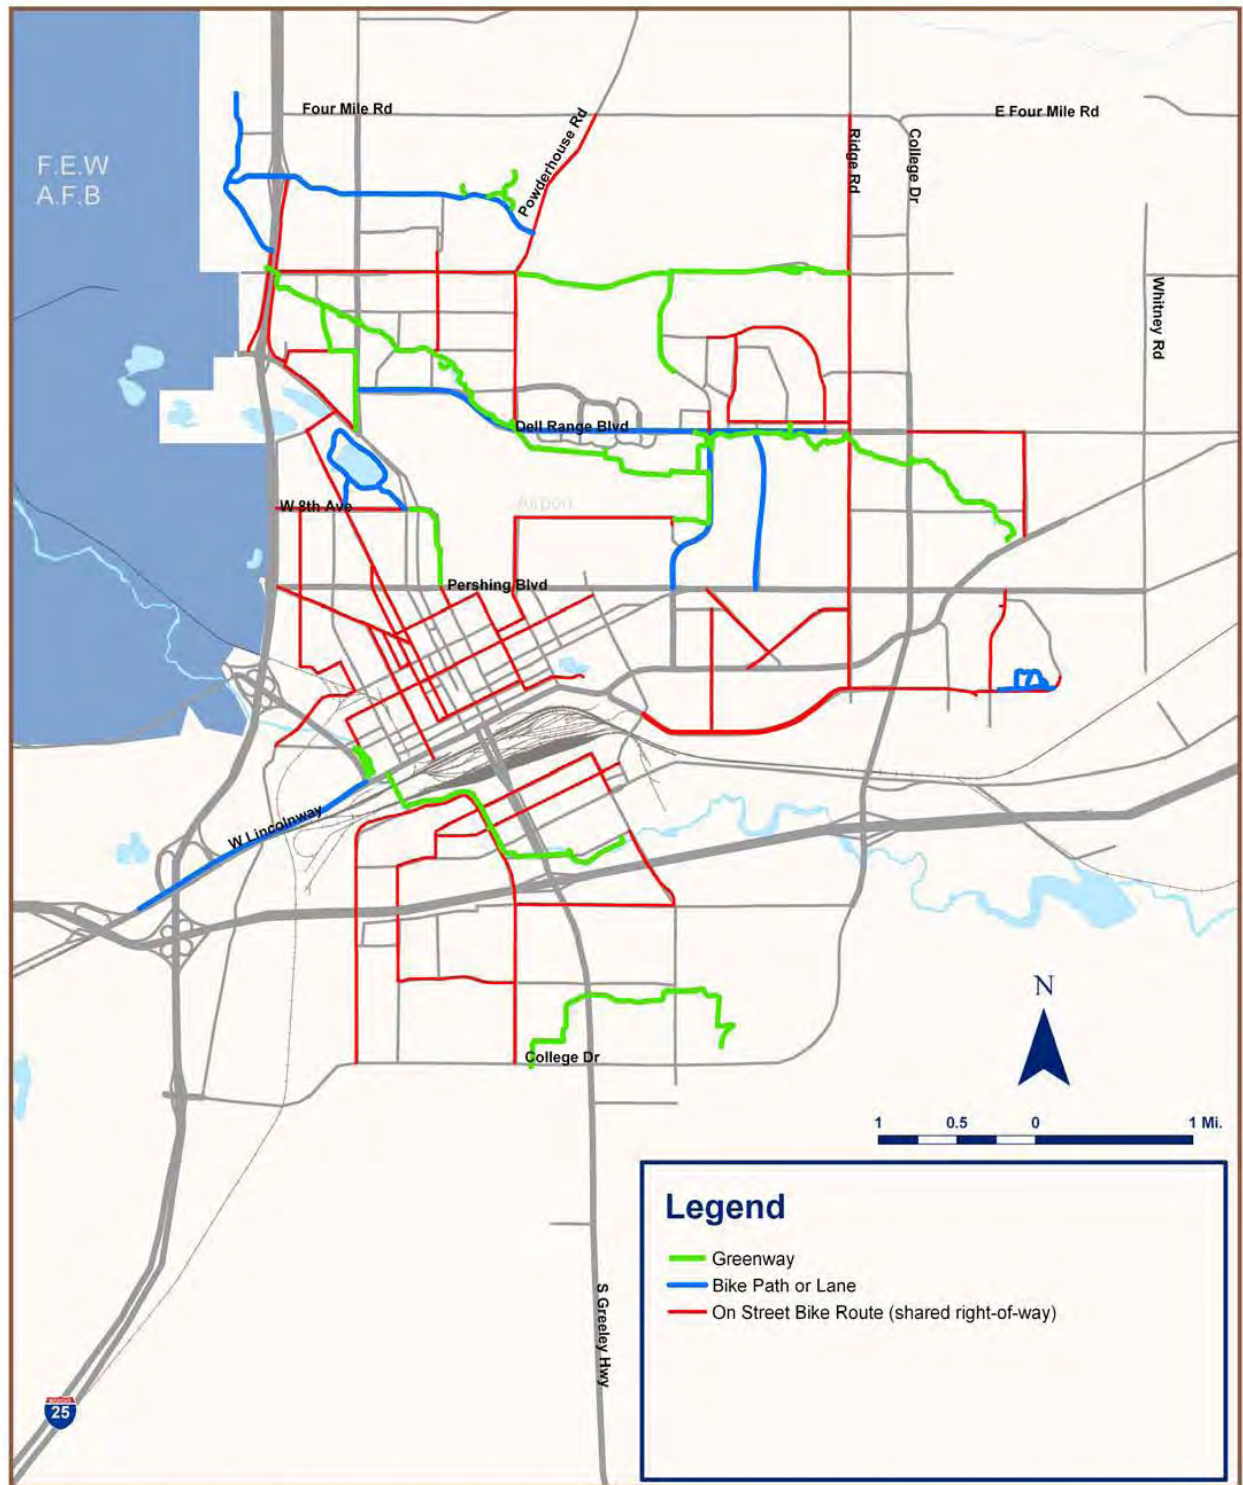 Four Mile Rd
E Four Mile Rd
F.E.W
A.F.B
Powderhouse Rd
Ridge Rd
College Dr
Whitney Rd
Dell Range Blvd
W 8th Ave
Airport
Pershing Blvd
W Lincolnway
N
College Dr
1 0.5 0 1 Mi.
Legend
Greenway
Bike Path or Lane
On Street Bike Route (shared right-of-way)
S Greeley Hwy
25